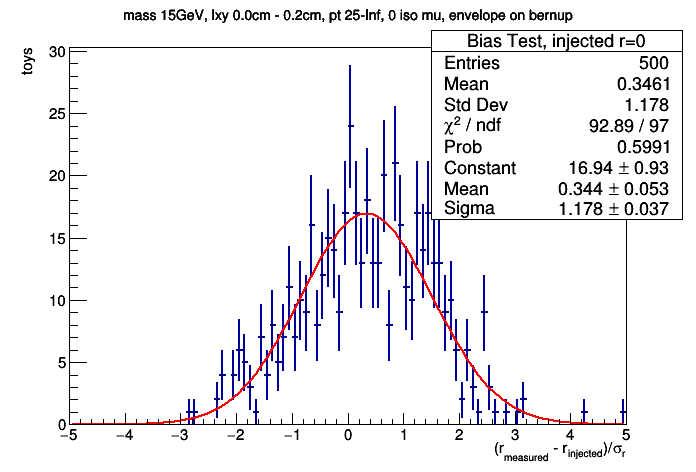 mass 15GeV, lxy 0.0cm - 0.2cm, pt 25-Inf, 0 iso mu, envelope on bernup
toys
Bias Test, injected r=0
Entries 500
Mean 0.3461
Std Dev 1.178
χ² / ndf 92.89 / 97
Prob 0.5991
Constant 16.94 ± 0.93
Mean 0.344 ± 0.053
Sigma 1.178 ± 0.037
30
25
20
15
10
5
0
−5 −4 −3 −2 −1 0 1 2 3 4 5
(r_measured - r_injected)/σ_r